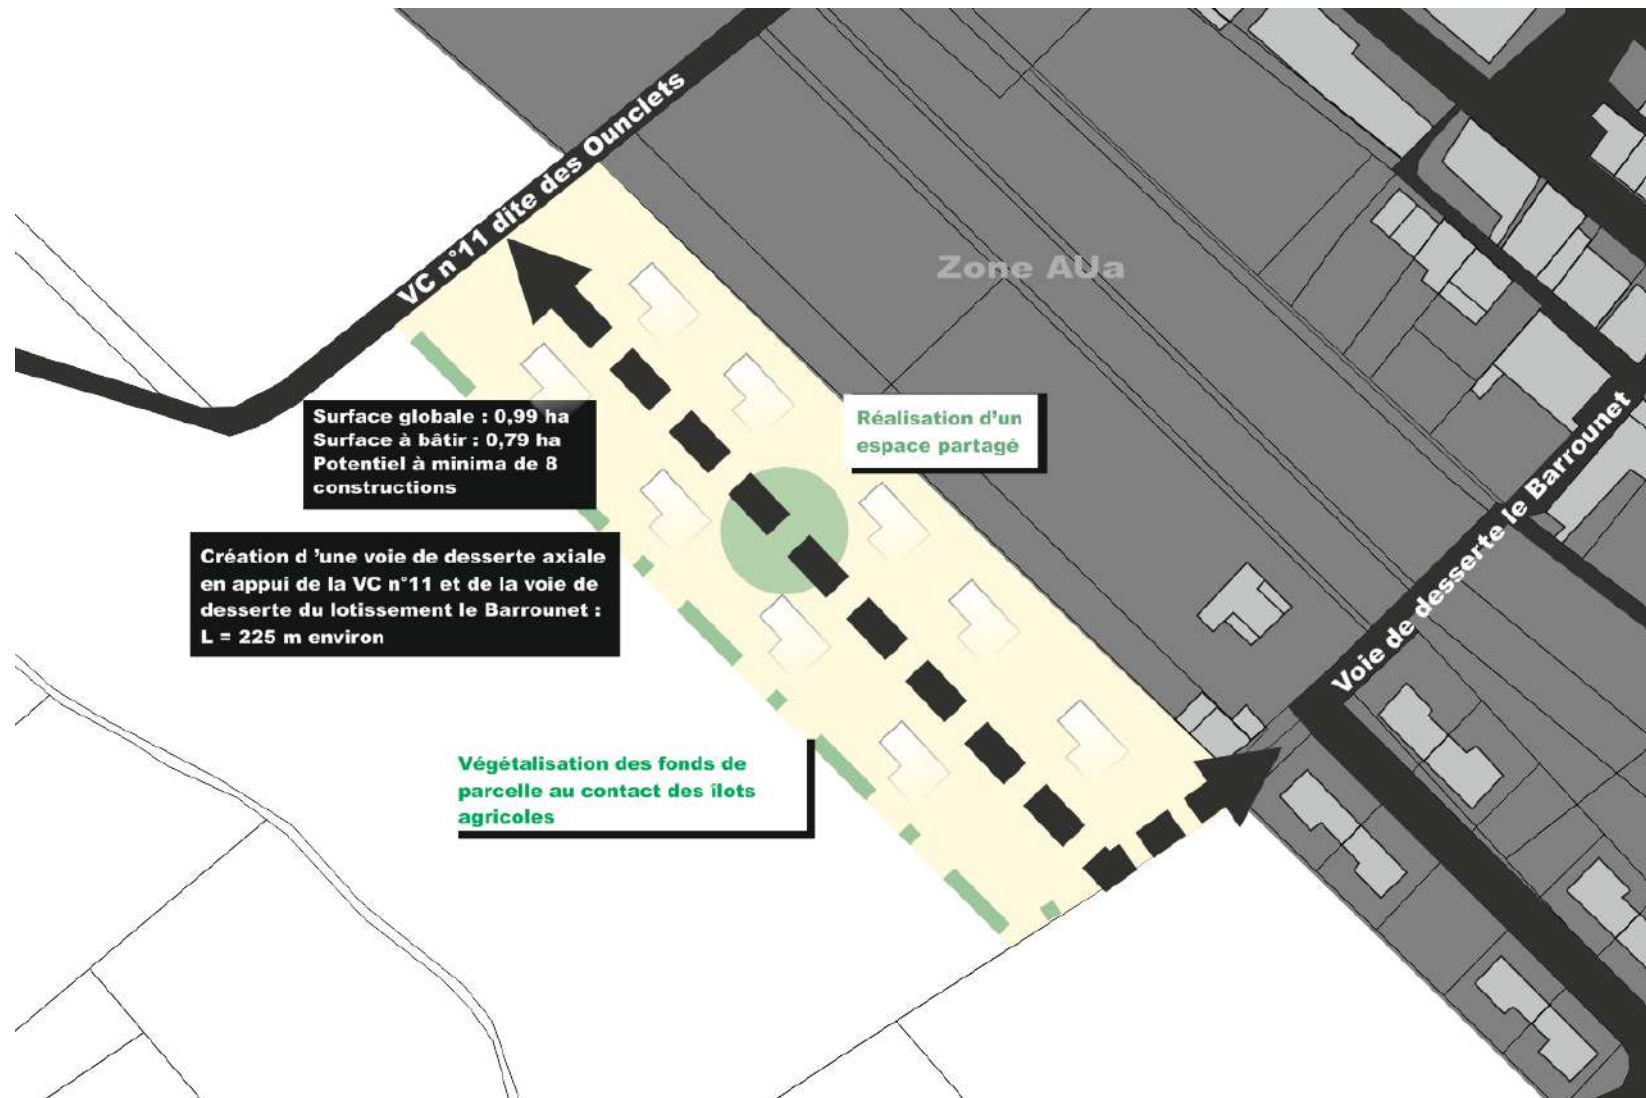 VC n°11 dite des Ounclets
Zone AUa
Surface globale : 0,99 ha
Surface à bâtir : 0,79 ha
Potentiel à minima de 8
constructions
Réalisation d’un
espace partagé
Création d ’une voie de desserte axiale
en appui de la VC n°11 et de la voie de
desserte du lotissement le Barrounet :
L = 225 m environ
Voie de desserte le Barrounet
Végétalisation des fonds de
parcelle au contact des îlots
agricoles